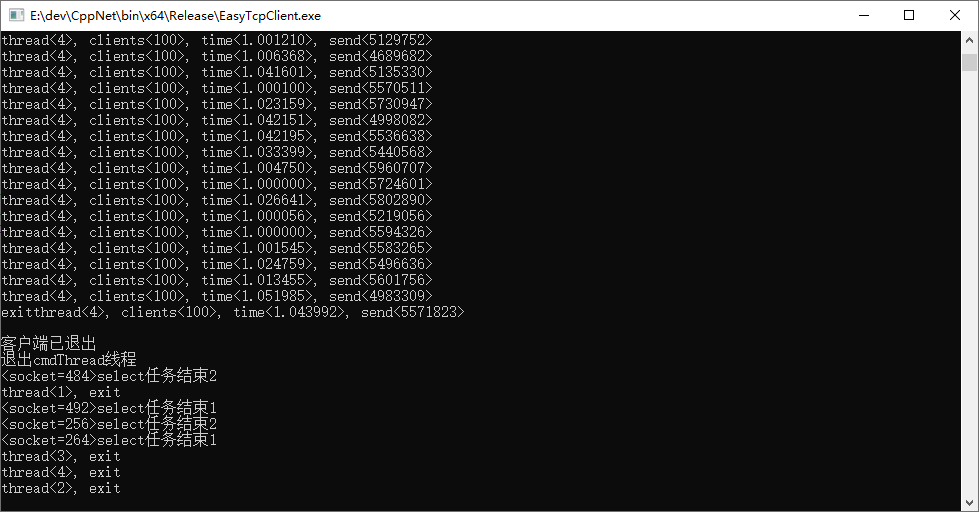 E:\dev\CppNet\bin\x64\Release\EasyTcpClient.exe
thread<4>, clients<100>, time<1.001210>, send<5129752>
thread<4>, clients<100>, time<1.006368>, send<4689682>
thread<4>, clients<100>, time<1.041601>, send<5135330>
thread<4>, clients<100>, time<1.000100>, send<5570511>
thread<4>, clients<100>, time<1.023159>, send<5730947>
thread<4>, clients<100>, time<1.042151>, send<4998082>
thread<4>, clients<100>, time<1.042195>, send<5536638>
thread<4>, clients<100>, time<1.033399>, send<5440568>
thread<4>, clients<100>, time<1.004750>, send<5960707>
thread<4>, clients<100>, time<1.000000>, send<5724601>
thread<4>, clients<100>, time<1.026641>, send<5802890>
thread<4>, clients<100>, time<1.000056>, send<5219056>
thread<4>, clients<100>, time<1.000000>, send<5594326>
thread<4>, clients<100>, time<1.001545>, send<5583265>
thread<4>, clients<100>, time<1.024759>, send<5496636>
thread<4>, clients<100>, time<1.013455>, send<5601756>
thread<4>, clients<100>, time<1.051985>, send<4983309>
exitthread<4>, clients<100>, time<1.043992>, send<5571823>
客户端已退出
退出cmdThread线程
<socket=484>select任务结束2
thread<1>, exit
<socket=492>select任务结束1
<socket=256>select任务结束2
<socket=264>select任务结束1
thread<3>, exit
thread<4>, exit
thread<2>, exit